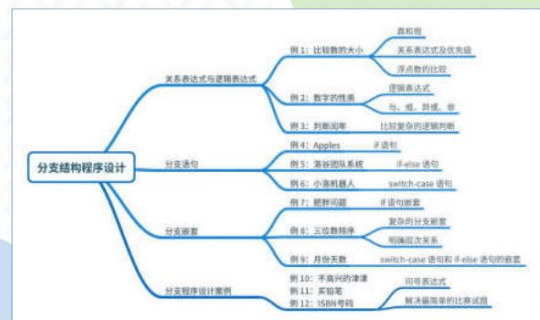 分支结构程序设计
关系表达式与逻辑表达式
例 1：比较数的大小
真和假
关系表达式及优先级
浮点数的比较
例 2：数字的性质
逻辑表达式
与、或、异或、非
例 3：判断闰年
比较复杂的逻辑判断
分支语句
例 4：Apples
if 语句
例 5：洛谷团队系统
if-else 语句
例 6：小洛机器人
switch-case 语句
分支嵌套
例 7：肥胖问题
if 语句嵌套
例 8：三位数排序
复杂的分支嵌套
明确层次关系
例 9：月份天数
switch-case 语句和 if-else 语句的嵌套
分支程序设计案例
例 10：不高兴的津津
例 11：买铅笔
例 12：ISBN号码
问号表达式
解决最简单的比赛试题